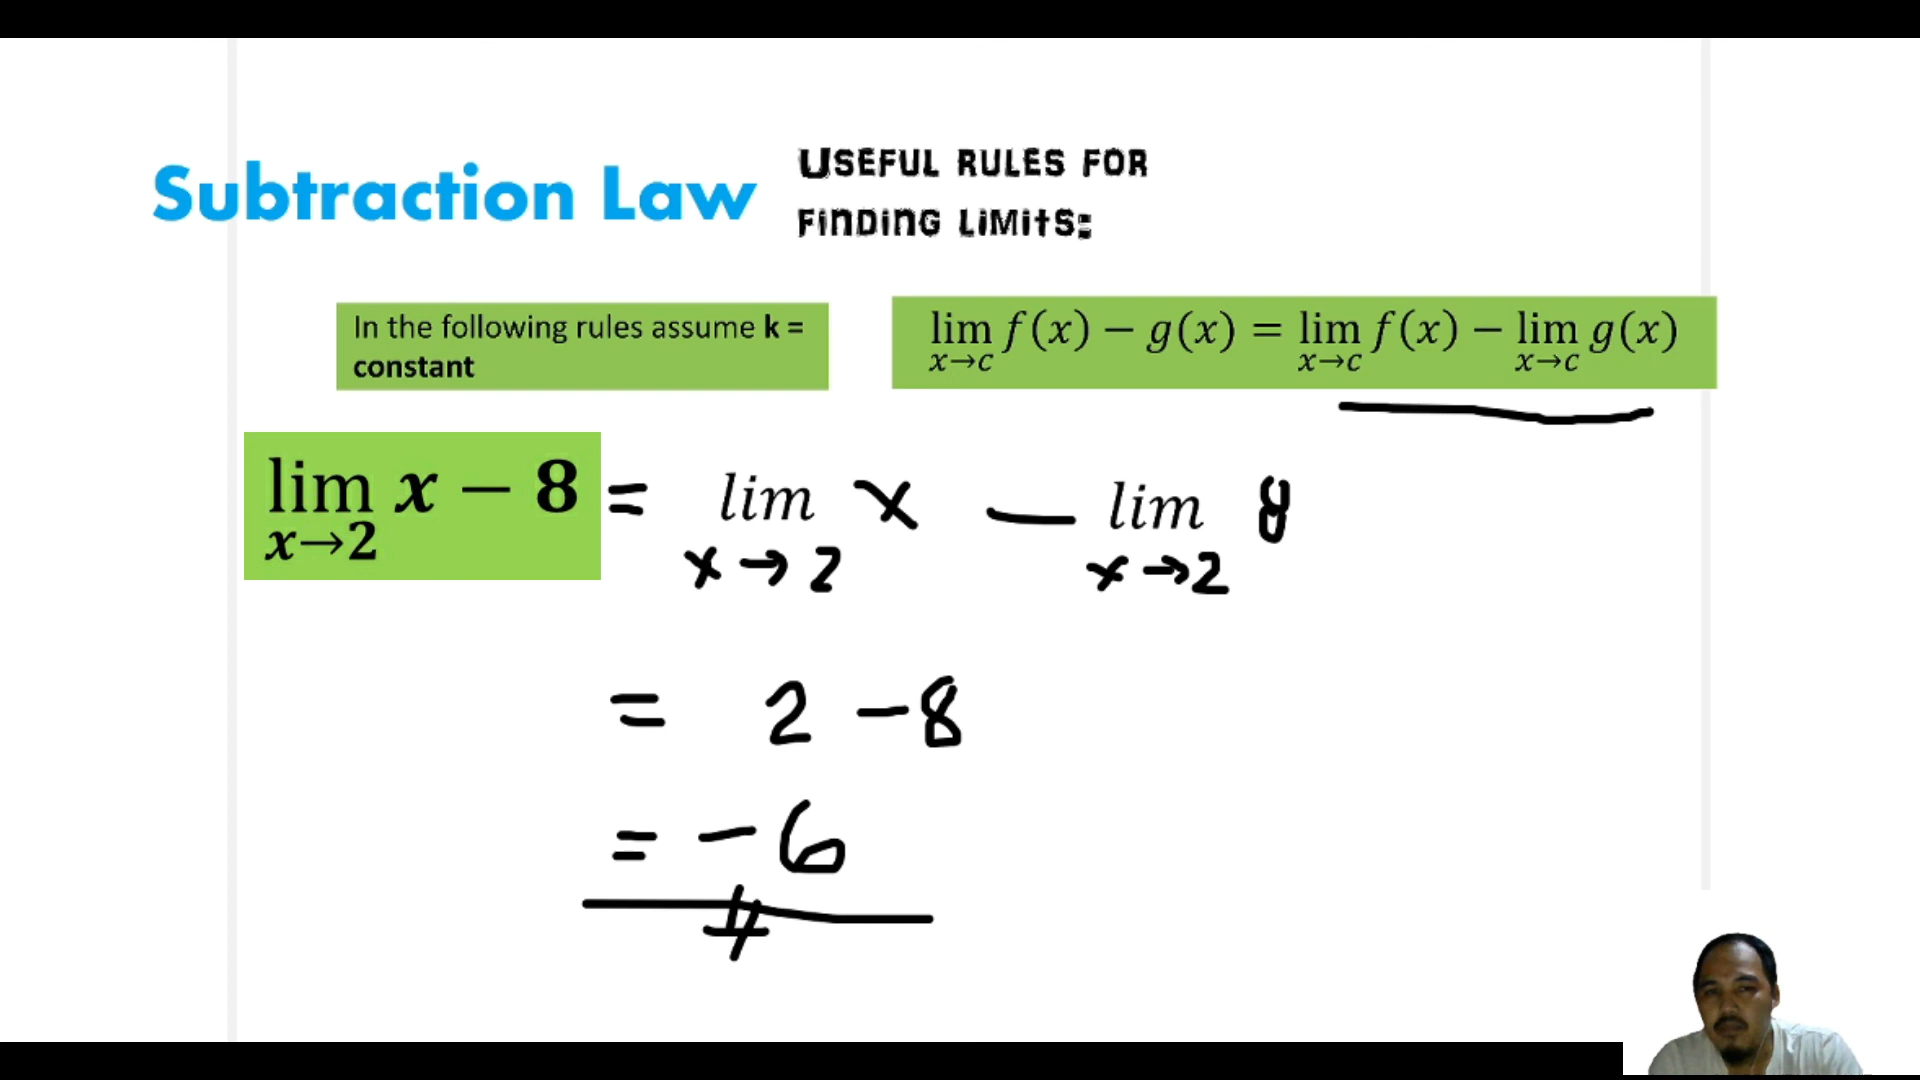 Subtraction Law
USEFUL RULES FOR
FINDING LIMITS:
In the following rules assume k =
constant
lim f(x) − g(x) = lim f(x) − lim g(x)
x→c x→c x→c
lim x − 8 = lim x − lim 8
x→2 x→2 x→2
= 2 − 8
= − 6
#